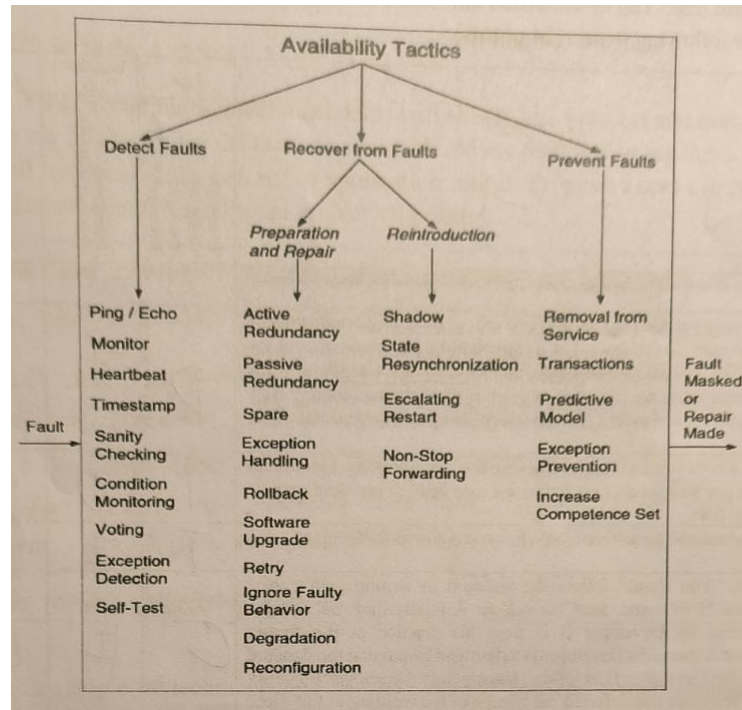 Availability Tactics
Detect Faults
Recover from Faults
Prevent Faults
Preparation
and Repair
Reintroduction
Fault
Ping / Echo
Monitor
Heartbeat
Timestamp
Sanity
Checking
Condition
Monitoring
Voting
Exception
Detection
Self-Test
Active
Redundancy
Passive
Redundancy
Spare
Exception
Handling
Rollback
Software
Upgrade
Retry
Ignore Faulty
Behavior
Degradation
Reconfiguration
Shadow
State
Resynchronization
Escalating
Restart
Non-Stop
Forwarding
Removal from
Service
Transactions
Predictive
Model
Exception
Prevention
Increase
Competence Set
Fault
Masked
or
Repair
Made